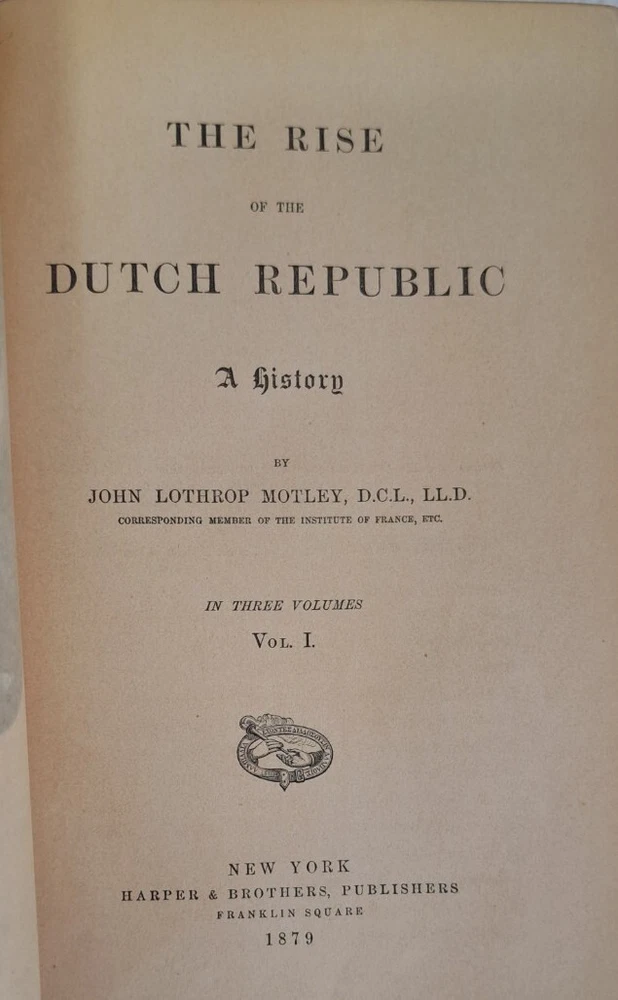 THE RISE
OF THE
DUTCH REPUBLIC
A History
BY
JOHN LOTHROP MOTLEY, D.C.L., LL.D.
CORRESPONDING MEMBER OF THE INSTITUTE OF FRANCE, ETC.
IN THREE VOLUMES
VOL. I.
NEW YORK
HARPER & BROTHERS, PUBLISHERS
FRANKLIN SQUARE
1879